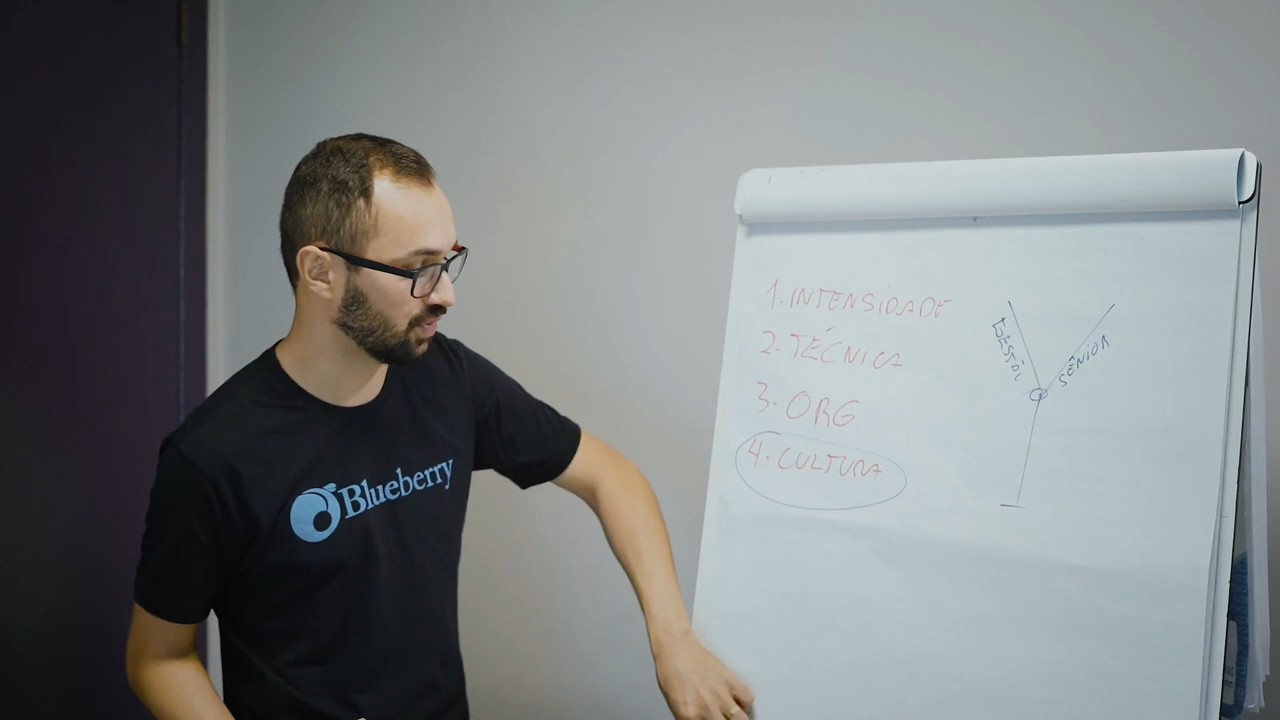 Blueberry
1. INTENSIDADE
2. TÉCNICA
3. ORG.
4. CULTURA
SÊNIOR